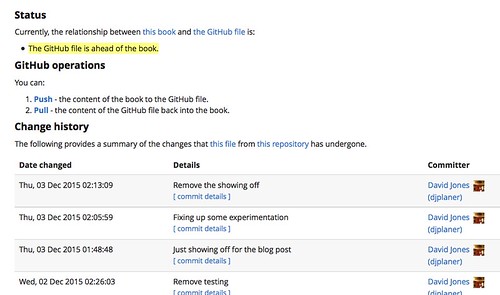 Status
Currently, the relationship between this book and the GitHub file is:
• The GitHub file is ahead of the book.
GitHub operations
You can:
1. Push - the content of the book to the GitHub file.
2. Pull - the content of the GitHub file back into the book.
Change history
The following provides a summary of the changes that this file from this repository has undergone.
Date changed Details Committer
Thu, 03 Dec 2015 02:13:09 Remove the showing off David Jones
[ commit details ] (djplaner)
Thu, 03 Dec 2015 02:05:59 Fixing up some experimentation David Jones
[ commit details ] (djplaner)
Thu, 03 Dec 2015 01:48:48 Just showing off for the blog post David Jones
[ commit details ] (djplaner)
Wed, 02 Dec 2015 02:26:03 Remove testing David Jones
[ commit details ] (djplaner)